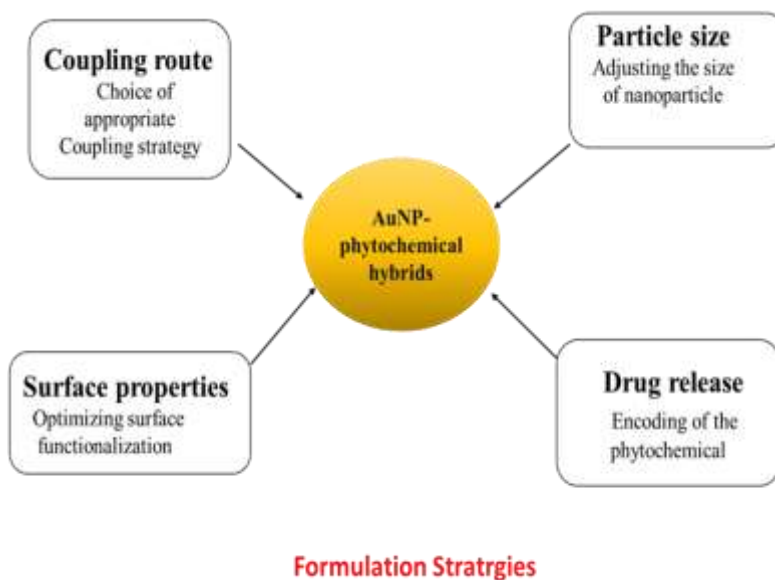 Coupling route
Choice of
appropriate
Coupling strategy
Particle size
Adjusting the size
of nanoparticle
AuNP-
phytochemical
hybrids
Surface properties
Optimizing surface
functionalization
Drug release
Encoding of the
phytochemical
Formulation Stratrgies